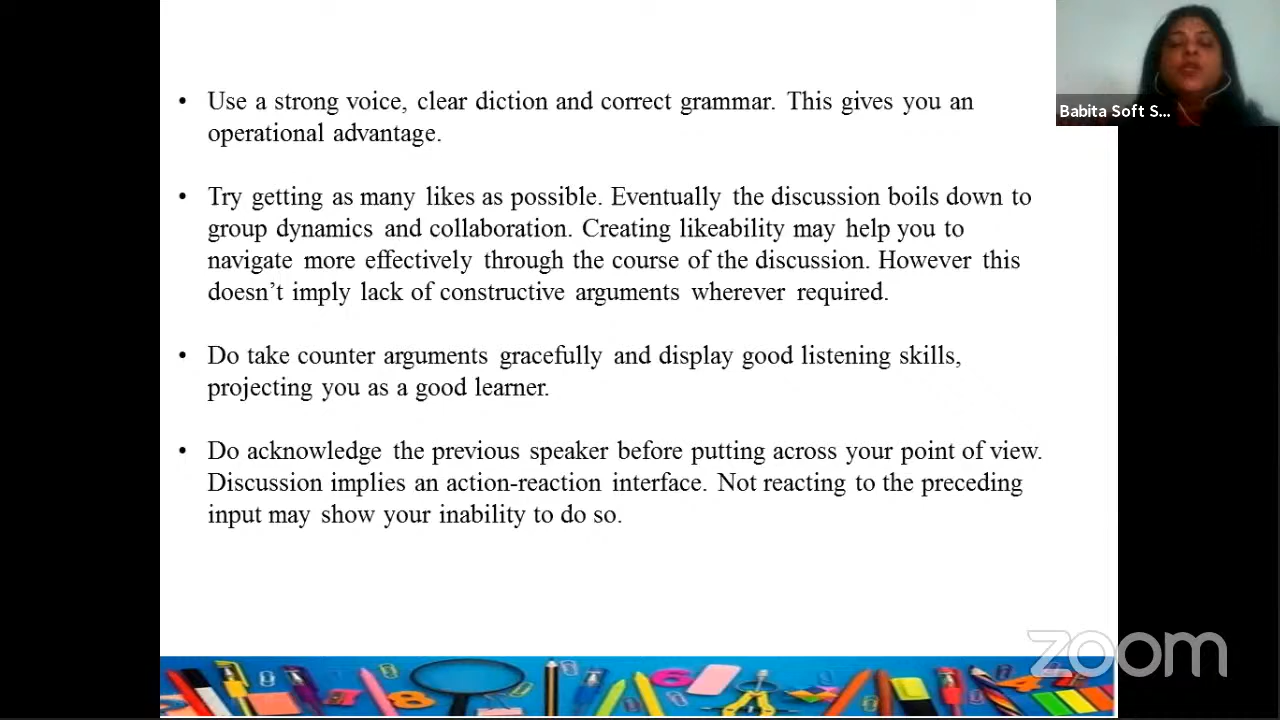 • Use a strong voice, clear diction and correct grammar. This gives you an
operational advantage.
• Try getting as many likes as possible. Eventually the discussion boils down to
group dynamics and collaboration. Creating likeability may help you to
navigate more effectively through the course of the discussion. However this
doesn’t imply lack of constructive arguments wherever required.
• Do take counter arguments gracefully and display good listening skills,
projecting you as a good learner.
• Do acknowledge the previous speaker before putting across your point of view.
Discussion implies an action-reaction interface. Not reacting to the preceding
input may show your inability to do so.
Babita Soft S...
zoom
8
6
4